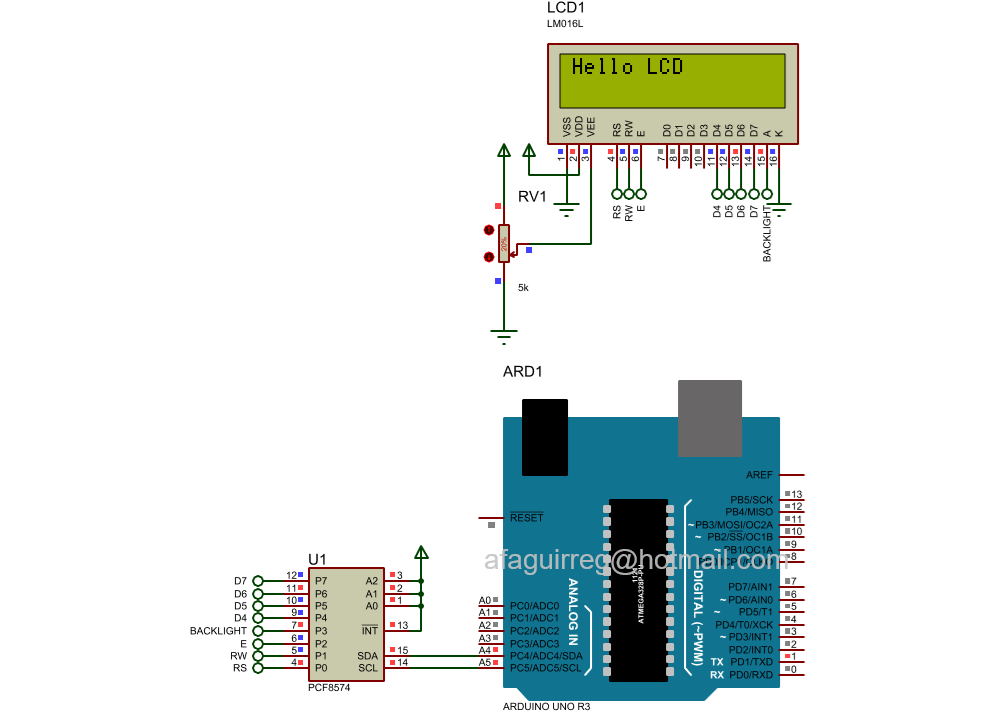 LCD1
LM016L
Hello LCD
VSS VDD VEE RS RW E D0 D1 D2 D3 D4 D5 D6 D7 A K
1 2 3 4 5 6 7 8 9 10 11 12 13 14 15 16
RS RW E D4 D5 D6 D7 BACKLIGHT
RV1
20%
5k
ARD1
AREF
RESET
PB5/SCK 13
PB4/MISO 12
~PB3/MOSI/OC2A 11
~ PB2/SS/OC1B 10
~ PB1/OC1A 9
8
afaguirreg@hotmail.com
ATMEGA328P-PU
1121
ANALOG IN
DIGITAL (~PWM)
PD7/AIN1 7
~ PD6/AIN0 6
~ PD5/T1 5
PD4/T0/XCK 4
~ PD3/INT1 3
PD2/INT0 2
TX PD1/TXD 1
RX PD0/RXD 0
A0 PC0/ADC0
A1 PC1/ADC1
A2 PC2/ADC2
A3 PC3/ADC3
A4 PC4/ADC4/SDA
A5 PC5/ADC5/SCL
ARDUINO UNO R3
U1
D7 12 P7 A2 3
D6 11 P6 A1 2
D5 10 P5 A0 1
D4 9 P4
BACKLIGHT 7 P3 INT 13
E 6 P2
RW 5 P1 SDA 15
RS 4 P0 SCL 14
PCF8574